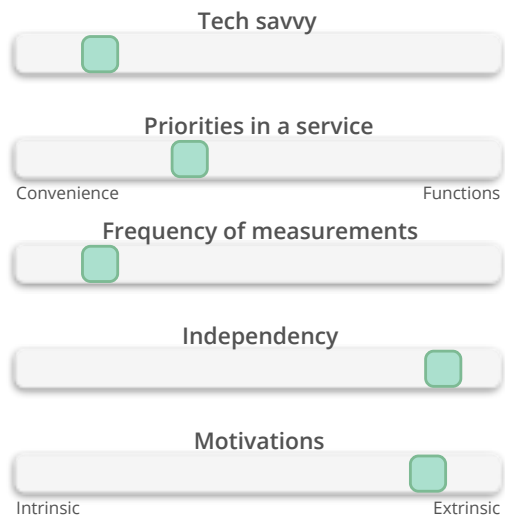 Tech savvy
Priorities in a service
Convenience Functions
Frequency of measurements
Independency
Motivations
Intrinsic Extrinsic